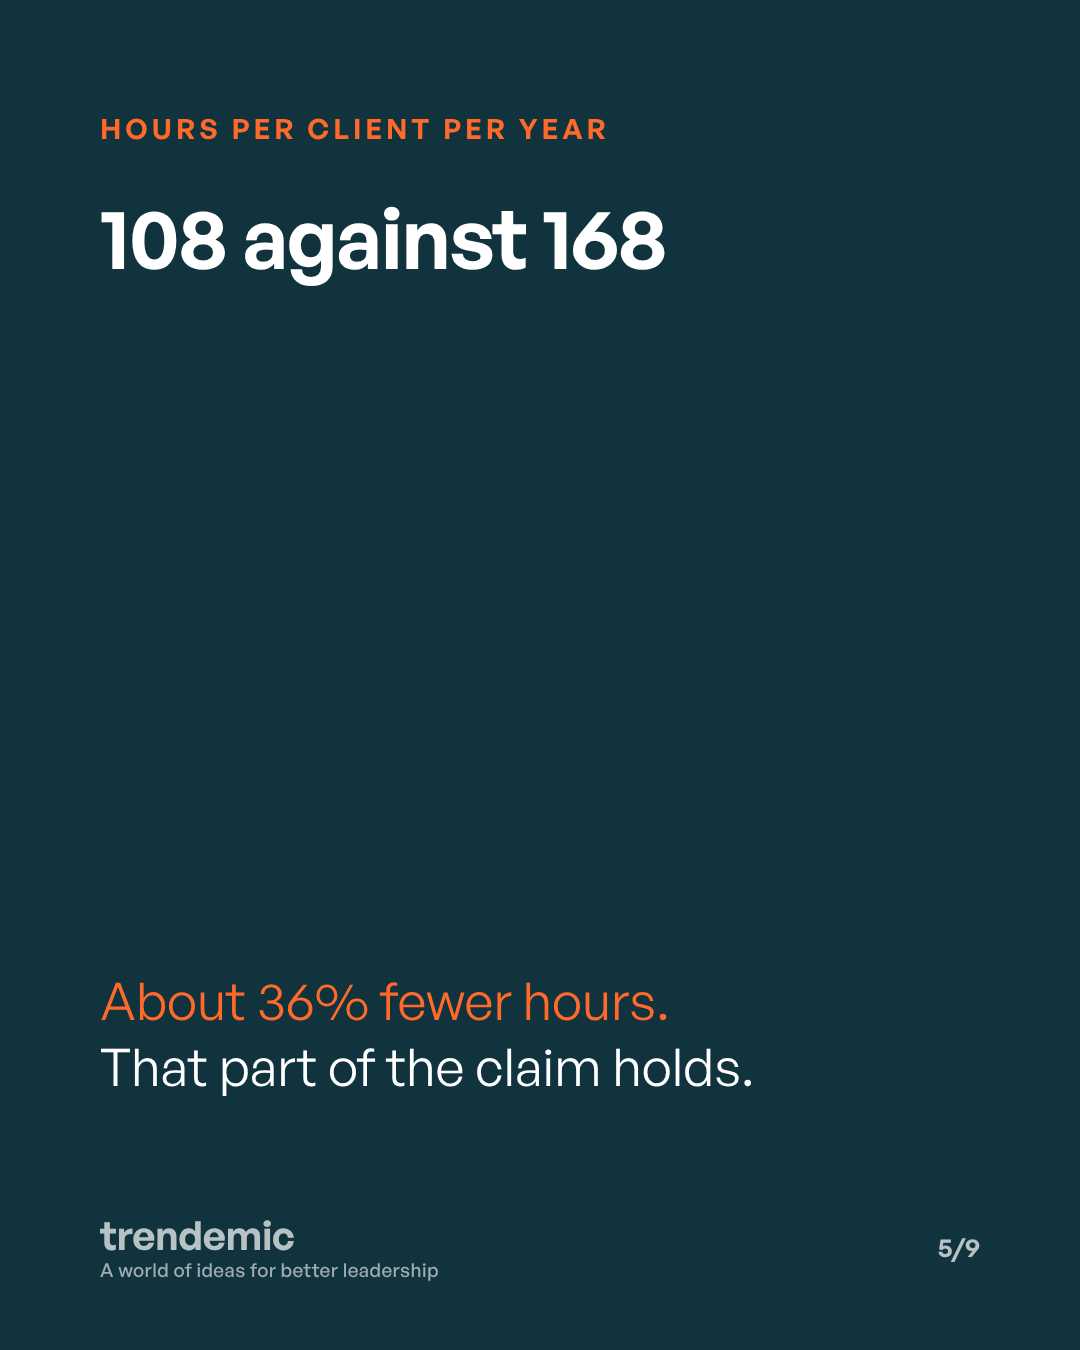 HOURS PER CLIENT PER YEAR
108 against 168
About 36% fewer hours.
That part of the claim holds.
trendemic
A world of ideas for better leadership
5/9